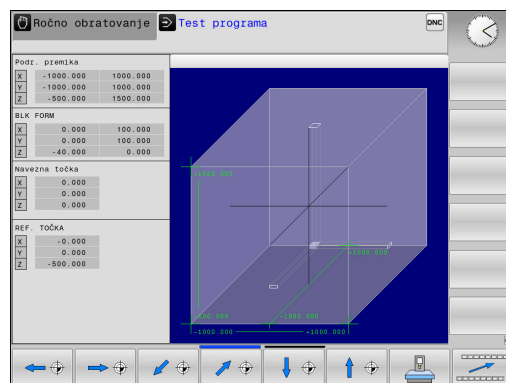 Ročno obratovanje Test programa DNC
Podr. premika
X -1000.000 1000.000
Y -1000.000 1000.000
Z -500.000 1500.000
BLK FORM
X 0.000 100.000
Y 0.000 100.000
Z -40.000 0.000
Navezna točka
X 0.000
Y 0.000
Z 0.000
REF. TOČKA
X -0.000
Y 0.000
Z -500.000
+1000.000
-1000.000
-1000.000 +1000.000